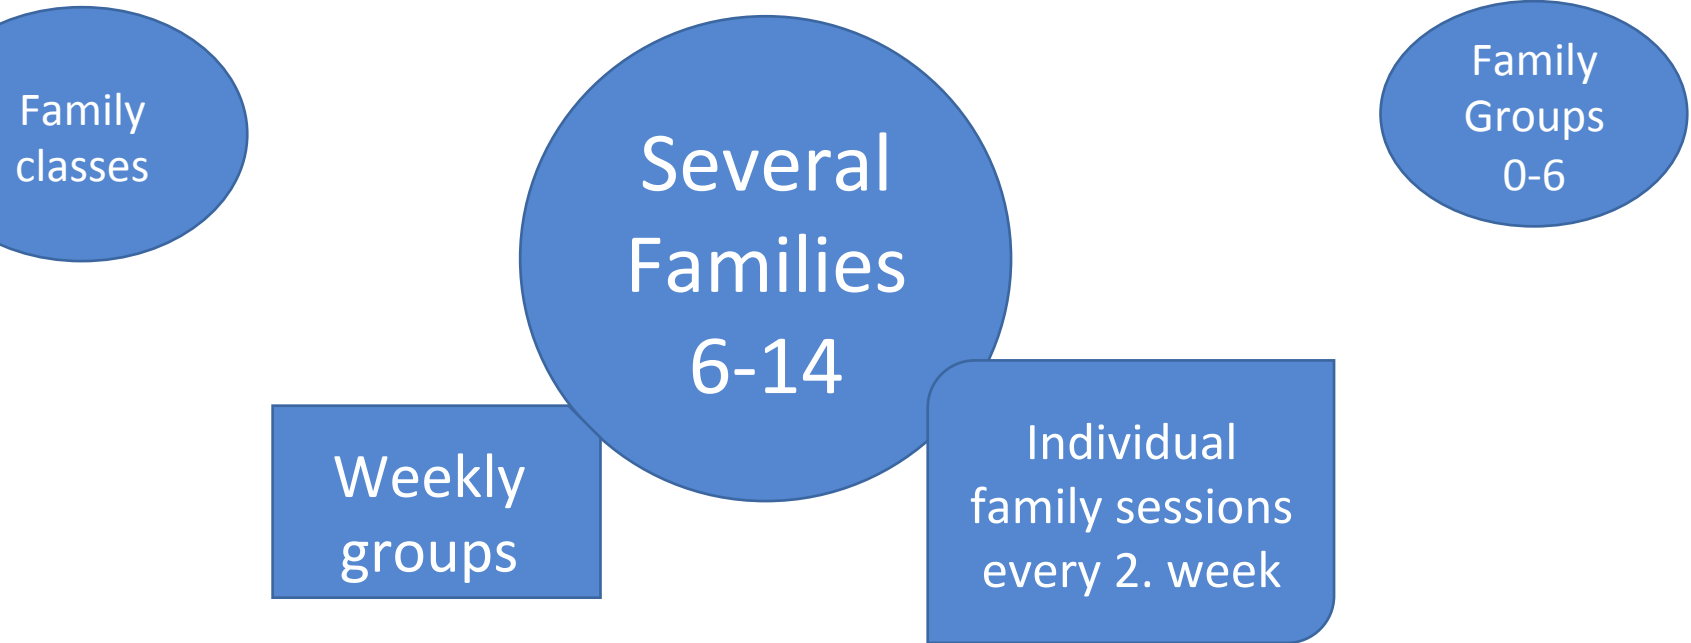 Family
classes
Several
Families
6-14
Family
Groups
0-6
Weekly
groups
Individual
family sessions
every 2. week